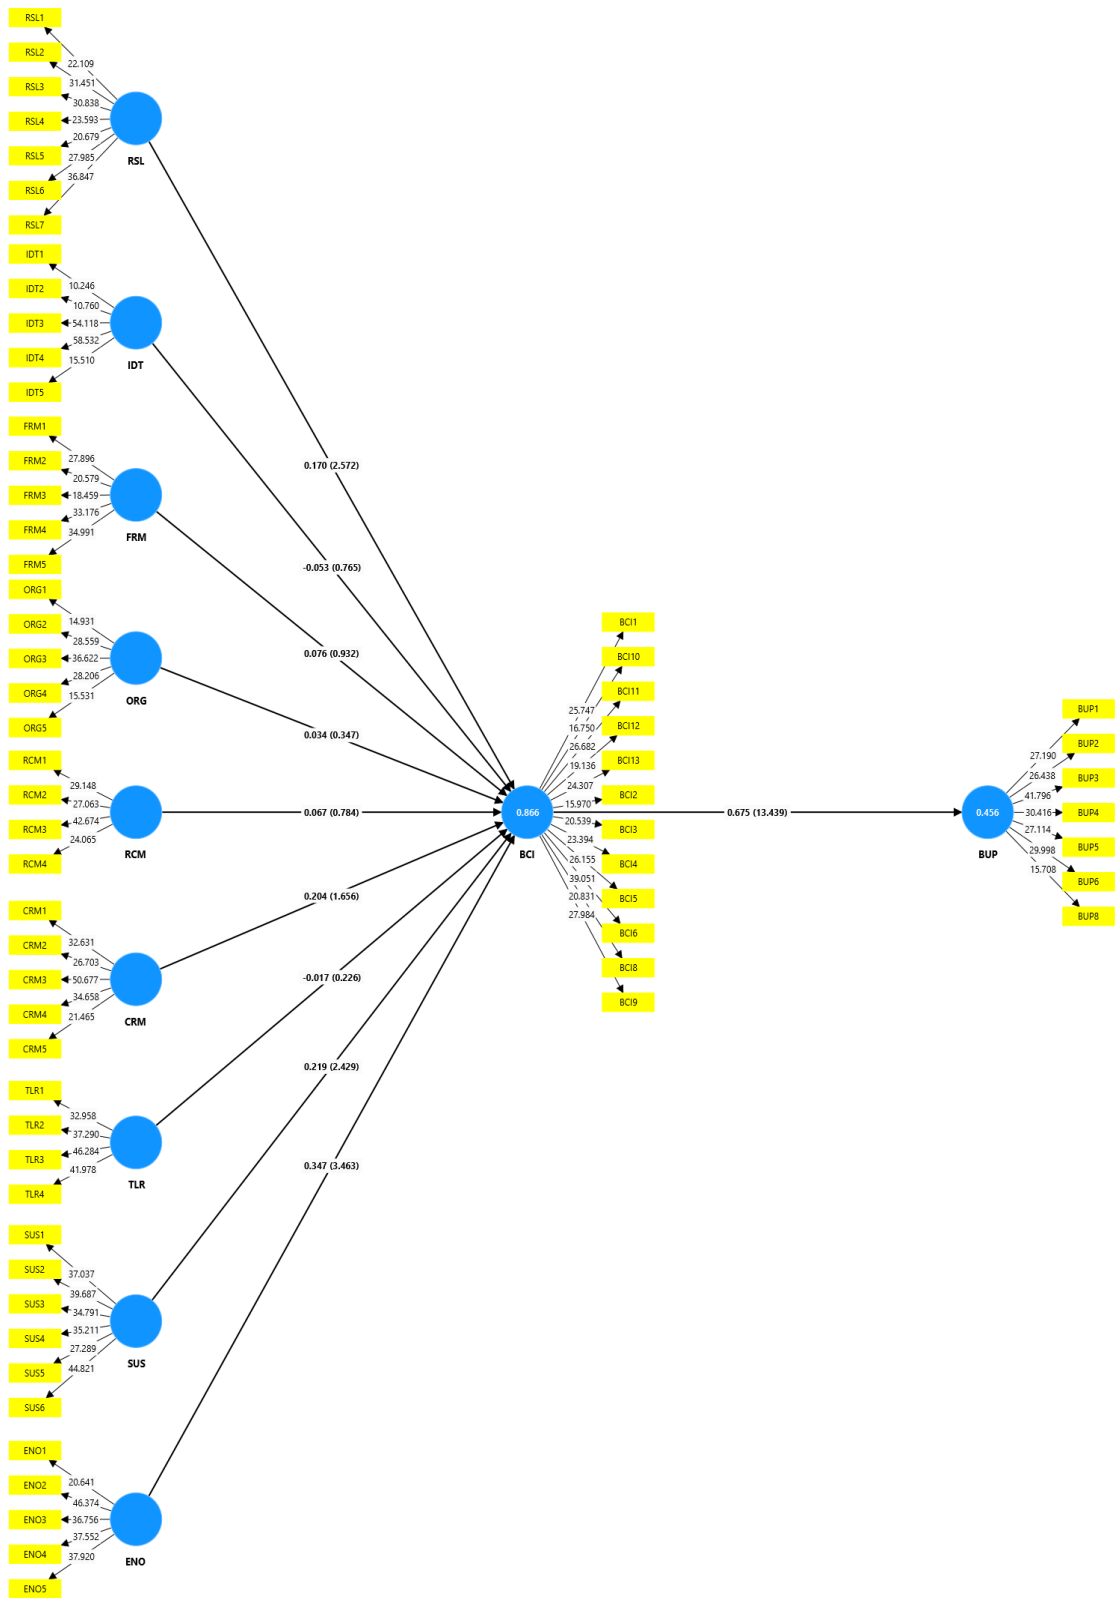 RSL1
RSL2
RSL3
RSL4
RSL5
RSL6
RSL7
22.109
31.451
30.838
23.593
20.679
27.985
36.847
RSL
IDT1
IDT2
IDT3
IDT4
IDT5
10.246
10.760
54.118
58.532
15.510
IDT
FRM1
FRM2
FRM3
FRM4
FRM5
27.896
20.579
18.459
33.176
34.991
FRM
ORG1
ORG2
ORG3
ORG4
ORG5
14.931
28.559
36.622
28.206
15.531
ORG
RCM1
RCM2
RCM3
RCM4
29.148
27.063
42.674
24.065
RCM
CRM1
CRM2
CRM3
CRM4
CRM5
32.631
26.703
50.677
34.658
21.465
CRM
TLR1
TLR2
TLR3
TLR4
32.958
37.290
46.284
41.978
TLR
SUS1
SUS2
SUS3
SUS4
SUS5
SUS6
37.037
39.687
34.791
35.211
27.289
44.821
SUS
ENO1
ENO2
ENO3
ENO4
ENO5
20.641
46.374
36.756
37.552
37.920
ENO
0.170 (2.572)
-0.053 (0.765)
0.076 (0.932)
0.034 (0.347)
0.067 (0.784)
0.204 (1.656)
-0.017 (0.226)
0.219 (2.429)
0.347 (3.463)
0.866
BCI
25.747
16.750
26.682
19.136
24.307
15.970
20.539
23.394
26.155
39.051
20.831
27.984
BCI1
BCI10
BCI11
BCI12
BCI13
BCI2
BCI3
BCI4
BCI5
BCI6
BCI8
BCI9
0.675 (13.439)
0.456
BUP
27.190
26.438
41.796
30.416
27.114
29.998
15.708
BUP1
BUP2
BUP3
BUP4
BUP5
BUP6
BUP8